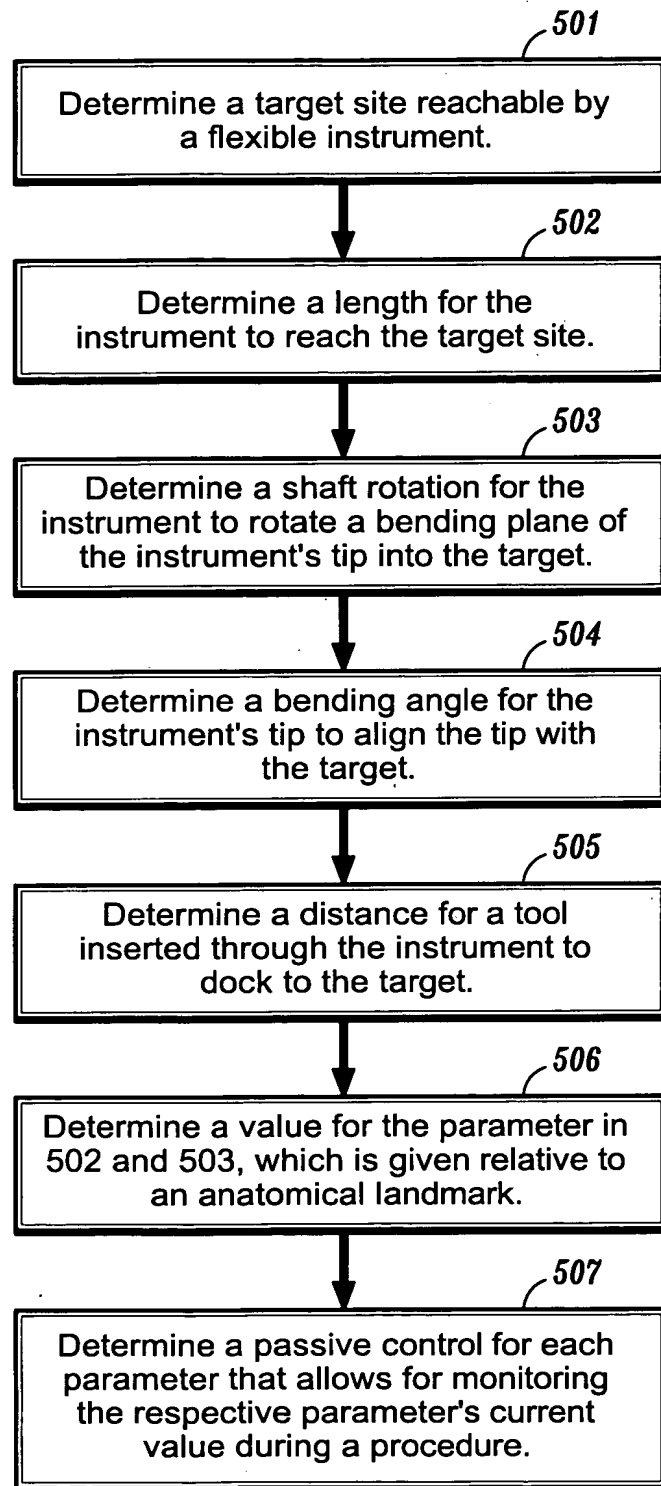 501
Determine a target site reachable by
a flexible instrument.
502
Determine a length for the
instrument to reach the target site.
503
Determine a shaft rotation for the
instrument to rotate a bending plane of
the instrument's tip into the target.
504
Determine a bending angle for the
instrument's tip to align the tip with
the target.
505
Determine a distance for a tool
inserted through the instrument to
dock to the target.
506
Determine a value for the parameter in
502 and 503, which is given relative to
an anatomical landmark.
507
Determine a passive control for each
parameter that allows for monitoring
the respective parameter's current
value during a procedure.